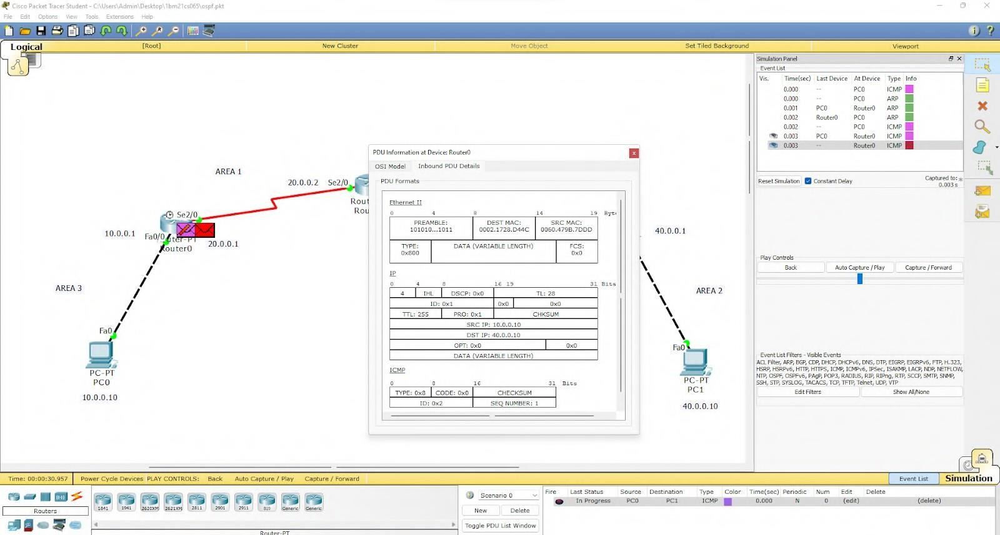 Cisco Packet Tracer Student - C:\Users\Admin\Desktop\1bm21cs065\ospf.pkt
File Edit Options View Tools Extensions Help
Logical [Root] New Cluster Move Object Set Tiled Background Viewport
Simulation Panel
Event List
Vis. Time(sec) Last Device At Device Type Info
0.000 -- PC0 ICMP
0.000 -- PC0 ARP
0.001 PC0 Router0 ARP
0.002 Router0 PC0 ARP
0.002 -- PC0 ICMP
0.003 PC0 Router0 ICMP
0.003 -- Router0 ICMP
Reset Simulation Constant Delay Captured to: *
0.003 s
Play Controls
Back Auto Capture / Play Capture / Forward
Event List Filters - Visible Events
ACL Filter, ARP, BGP, CDP, DHCP, DHCPv6, DNS, DTP, EIGRP, EIGRPv6, FTP, H.323,
HSRP, HSRPv6, HTTP, HTTPS, ICMP, ICMPv6, IPSec, ISAKMP, LACP, NDP, NETFLOW,
NTP, OSPF, OSPFv6, PAgP, POP3, RADIUS, RIP, RIPng, RTP, SCCP, SMTP, SNMP,
SSH, STP, SYSLOG, TACACS, TCP, TFTP, Telnet, UDP, VTP
Edit Filters Show All/None
AREA 1
20.0.0.2 Se2/0
Rout
Rou
Se2/0
10.0.0.1
Fa0/0
uter-PT
Router0
20.0.0.1
AREA 3
Fa0
PC-PT
PC0
10.0.0.10
40.0.0.1
AREA 2
Fa0
PC-PT
PC1
40.0.0.10
PDU Information at Device: Router0
OSI Model Inbound PDU Details
PDU Formats
Ethernet II
0 4 8 14 19 Byt
PREAMBLE: DEST MAC: SRC MAC:
101010...1011 0002.1728.D44C 0060.479B.7DDD
TYPE: DATA (VARIABLE LENGTH) FCS:
0x800 0x0
IP
0 4 8 16 19 31 Bits
4 IHL DSCP: 0x0 TL: 28
ID: 0x1 0x0 0x0
TTL: 255 PRO: 0x1 CHKSUM
SRC IP: 10.0.0.10
DST IP: 40.0.0.10
OPT: 0x0 0x0
DATA (VARIABLE LENGTH)
ICMP
0 8 16 31 Bits
TYPE: 0x8 CODE: 0x0 CHECKSUM
ID: 0x2 SEQ NUMBER: 1
Time: 00:00:30.957 Power Cycle Devices PLAY CONTROLS: Back Auto Capture / Play Capture / Forward Event List Simulation
Routers
1841 1941 2620XM 2621XM 2811 2901 2911 819 Generic Generic
Router-PT
Scenario 0
New Delete
Toggle PDU List Window
Fire Last Status Source Destination Type Color Time(sec) Periodic Num Edit Delete
In Progress PC0 PC1 ICMP 0.000 N 0 (edit) (delete)